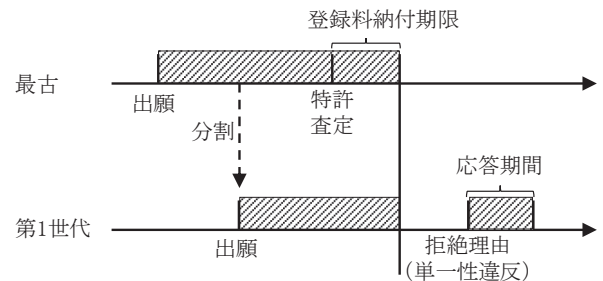 登録料納付期限
最古
出願
特許
査定
分割
応答期間
第1世代
出願
拒絶理由
（単一性違反）